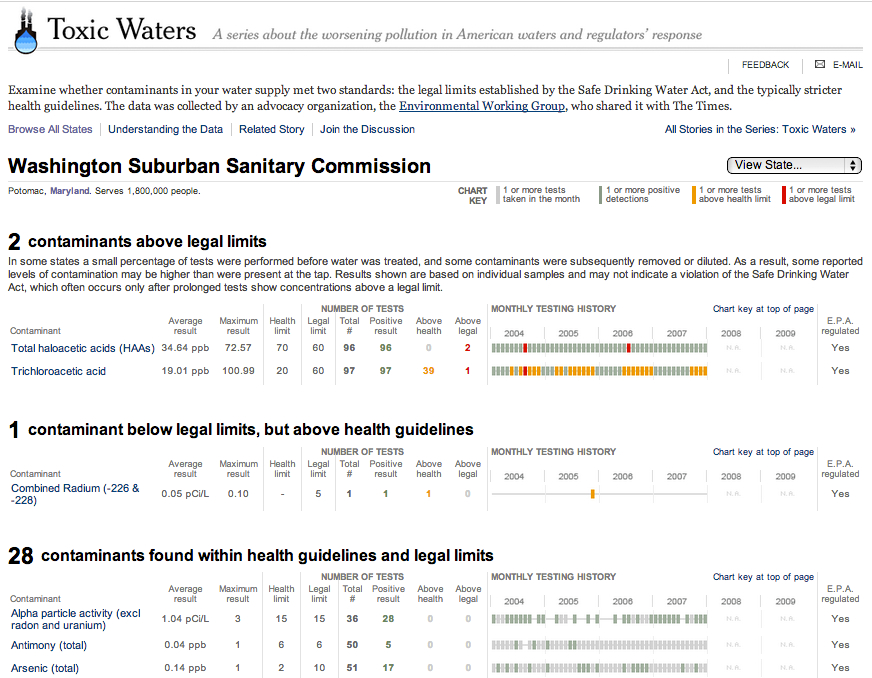 Toxic Waters A series about the worsening pollution in American waters and regulators' response
FEEDBACK E-MAIL
Examine whether contaminants in your water supply met two standards: the legal limits established by the Safe Drinking Water Act, and the typically stricter
health guidelines. The data was collected by an advocacy organization, the Environmental Working Group, who shared it with The Times.
Browse All States Understanding the Data Related Story Join the Discussion All Stories in the Series: Toxic Waters »
Washington Suburban Sanitary Commission View State...
Potomac, Maryland. Serves 1,800,000 people.
CHART KEY 1 or more tests taken in the month 1 or more positive detections 1 or more tests above health limit 1 or more tests above legal limit
2 contaminants above legal limits
In some states a small percentage of tests were performed before water was treated, and some contaminants were subsequently removed or diluted. As a result, some reported
levels of contamination may be higher than were present at the tap. Results shown are based on individual samples and may not indicate a violation of the Safe Drinking Water
Act, which often occurs only after prolonged tests show concentrations above a legal limit.
NUMBER OF TESTS MONTHLY TESTING HISTORY Chart key at top of page
Contaminant Average result Maximum result Health limit Legal limit Total # Positive result Above health Above legal 2004 2005 2006 2007 2008 2009 E.P.A. regulated
Total haloacetic acids (HAAs) 34.64 ppb 72.57 70 60 96 96 0 2 N.A. N.A. Yes
Trichloroacetic acid 19.01 ppb 100.99 20 60 97 97 39 1 N.A. N.A. Yes
1 contaminant below legal limits, but above health guidelines
NUMBER OF TESTS MONTHLY TESTING HISTORY Chart key at top of page
Contaminant Average result Maximum result Health limit Legal limit Total # Positive result Above health Above legal 2004 2005 2006 2007 2008 2009 E.P.A. regulated
Combined Radium (-226 & -228) 0.05 pCi/L 0.10 - 5 1 1 1 0 N.A. N.A. Yes
28 contaminants found within health guidelines and legal limits
NUMBER OF TESTS MONTHLY TESTING HISTORY Chart key at top of page
Contaminant Average result Maximum result Health limit Legal limit Total # Positive result Above health Above legal 2004 2005 2006 2007 2008 2009 E.P.A. regulated
Alpha particle activity (excl radon and uranium) 1.04 pCi/L 3 15 15 36 28 0 0 N.A. N.A. Yes
Antimony (total) 0.04 ppb 1 6 6 50 5 0 0 N.A. N.A. Yes
Arsenic (total) 0.14 ppb 1 2 10 51 17 0 0 N.A. N.A. Yes